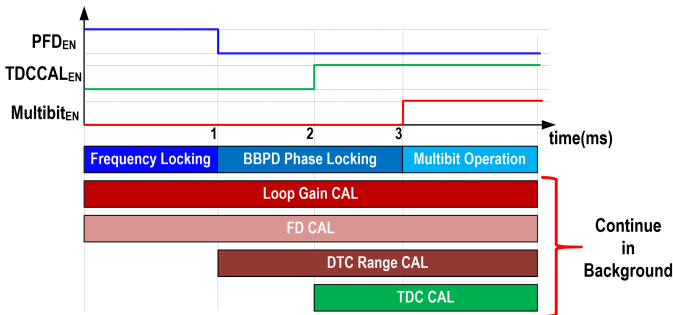 PFDEN
TDCCALEN
MultibitEN
1 2 3
time(ms)
Frequency Locking BBPD Phase Locking Multibit Operation
Loop Gain CAL
FD CAL
DTC Range CAL
TDC CAL
Continue
in
Background